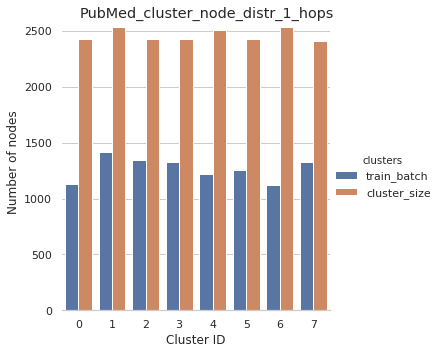 PubMed_cluster_node_distr_1_hops
2500
2000
1500
1000
500
0
Number of nodes
0 1 2 3 4 5 6 7
Cluster ID
clusters
train_batch
cluster_size